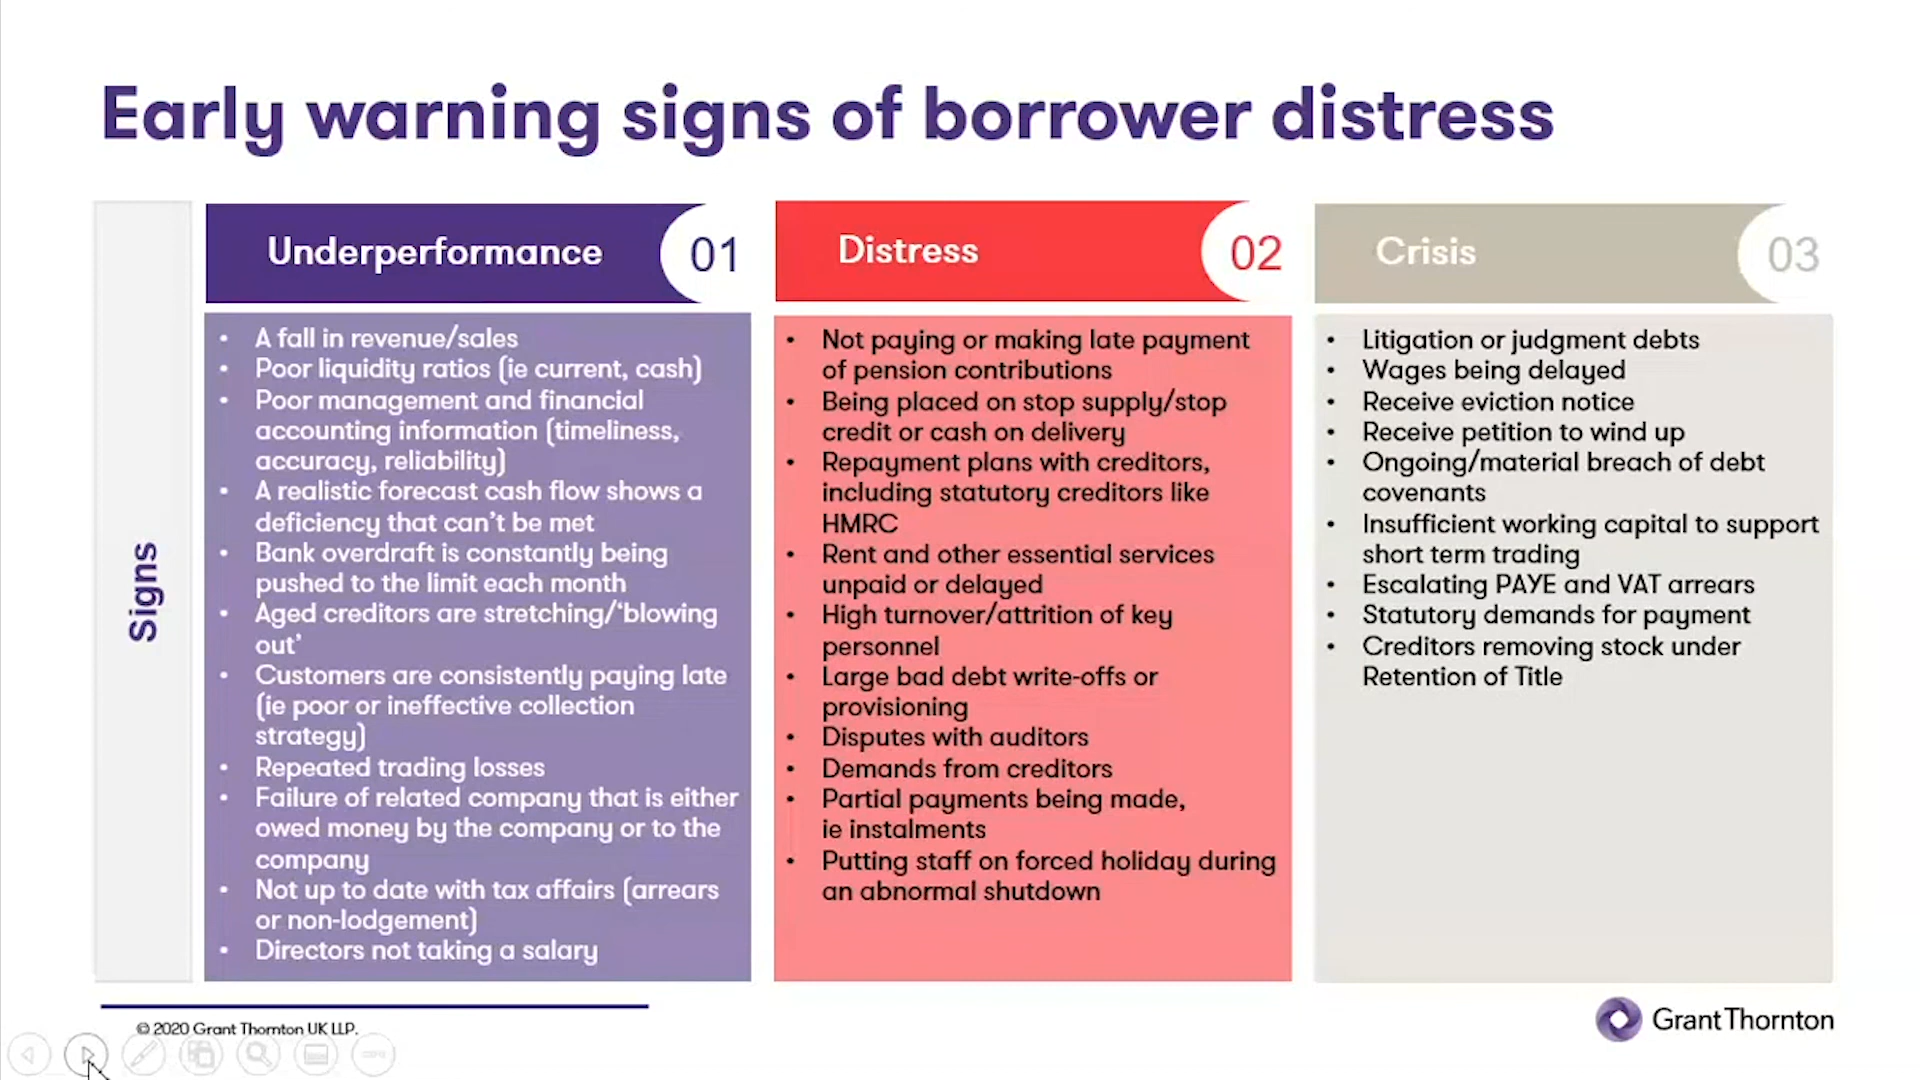 Early warning signs of borrower distress
Signs
Underperformance
01
• A fall in revenue/sales
• Poor liquidity ratios (ie current, cash)
• Poor management and financial
accounting information (timeliness,
accuracy, reliability)
• A realistic forecast cash flow shows a
deficiency that can't be met
• Bank overdraft is constantly being
pushed to the limit each month
• Aged creditors are stretching/‘blowing
out’
• Customers are consistently paying late
(ie poor or ineffective collection
strategy)
• Repeated trading losses
• Failure of related company that is either
owed money by the company or to the
company
• Not up to date with tax affairs (arrears
or non-lodgement)
• Directors not taking a salary
Distress
02
• Not paying or making late payment
of pension contributions
• Being placed on stop supply/stop
credit or cash on delivery
• Repayment plans with creditors,
including statutory creditors like
HMRC
• Rent and other essential services
unpaid or delayed
• High turnover/attrition of key
personnel
• Large bad debt write-offs or
provisioning
• Disputes with auditors
• Demands from creditors
• Partial payments being made,
ie instalments
• Putting staff on forced holiday during
an abnormal shutdown
Crisis
03
• Litigation or judgment debts
• Wages being delayed
• Receive eviction notice
• Receive petition to wind up
• Ongoing/material breach of debt
covenants
• Insufficient working capital to support
short term trading
• Escalating PAYE and VAT arrears
• Statutory demands for payment
• Creditors removing stock under
Retention of Title
© 2020 Grant Thornton UK LLP.
Grant Thornton